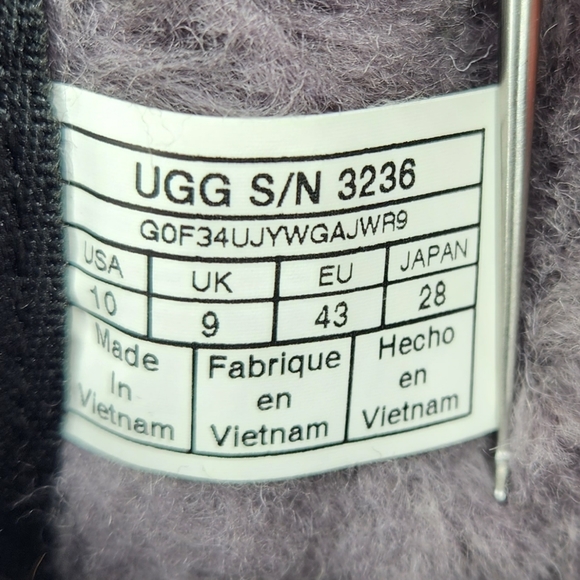 UGG S/N 3236
G0F34UJYWGAJWR9
USA UK EU JAPAN
10 9 43 28
Made In Vietnam
Fabrique en Vietnam
Hecho en Vietnam